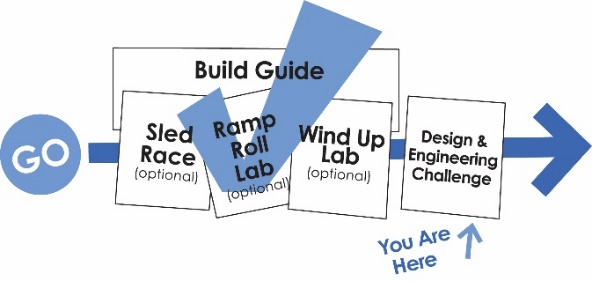 GO
Build Guide
Sled
Race
(optional)
Ramp
Roll
Lab
(optional)
Wind Up
Lab
(optional)
Design &
Engineering
Challenge
You Are
Here